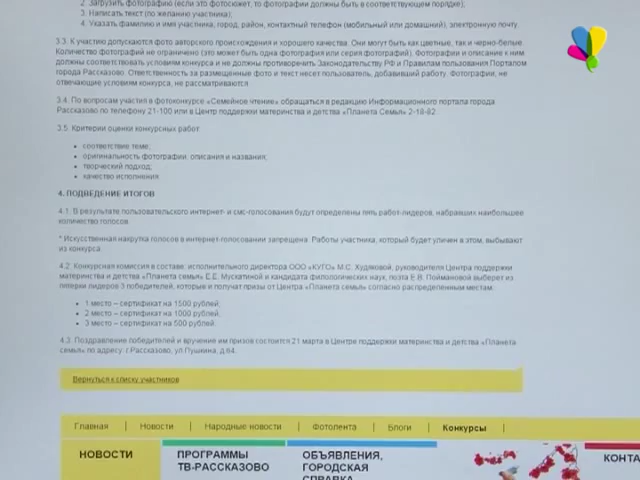 2. Загрузить фотографию (если это фотосюжет, то фотографии должны быть в соответствующем порядке);
3. Написать текст (по желанию участника);
4. Указать фамилию и имя участника, город, район, контактный телефон (мобильный или домашний), электронную почту.
3.3. К участию допускаются фото авторского происхождения и хорошего качества. Они могут быть как цветные, так и черно-белые.
Количество фотографий не ограничено (это может быть одна фотография или серия фотографий). Фотографии и описание к ним
должны соответствовать условиям конкурса и не должны противоречить Законодательству РФ и Правилам пользования Порталом
города Рассказово. Ответственность за размещённые фото и текст несет пользователь, добавивший работу. Фотографии, не
отвечающие условиям конкурса, не рассматриваются.
3.4. По вопросам участия в фотоконкурсе «Семейное чтение» обращаться в редакцию Информационного портала города
Рассказово по телефону 21-100 или в Центр поддержки материнства и детства «Планета Семьи» 2-18-82.
3.5. Критерии оценки конкурсных работ:
• соответствие теме;
• оригинальность фотографии, описания и названия;
• творческий подход;
• качество исполнения.
4. ПОДВЕДЕНИЕ ИТОГОВ
4.1. В результате пользовательского интернет- и смс-голосования будут определены пять работ-лидеров, набравших наибольшее
количество голосов.
* Искусственная накрутка голосов в интернет-голосовании запрещена. Работы участника, который будет уличен в этом, выбывают
из конкурса.
4.2. Конкурсная комиссия в составе: исполнительного директора ООО «КУГО» М.С. Худяковой, руководителя Центра поддержки
материнства и детства «Планета семьи» Е.Е. Мускатиной и кандидата филологических наук, поэта Е.В. Поймановой выберет из
пятерки лидеров 3 победителей, которые и получат призы от Центра «Планета семьи» согласно распределенным местам:
• 1 место – сертификат на 1500 рублей;
• 2 место – сертификат на 1000 рублей;
• 3 место – сертификат на 500 рублей.
4.3. Поздравление победителей и вручение им призов состоится 21 марта в Центре поддержки материнства и детства «Планета
семьи» по адресу: г.Рассказово, ул.Пушкина, д.84.
Вернуться к списку участников
Главная | Новости | Народные новости | Фотолента | Блоги | Конкурсы |
НОВОСТИ ПРОГРАММЫ ОБЪЯВЛЕНИЯ, КОНТА
ТВ-РАССКАЗОВО ГОРОДСКАЯ
СПРАВКА